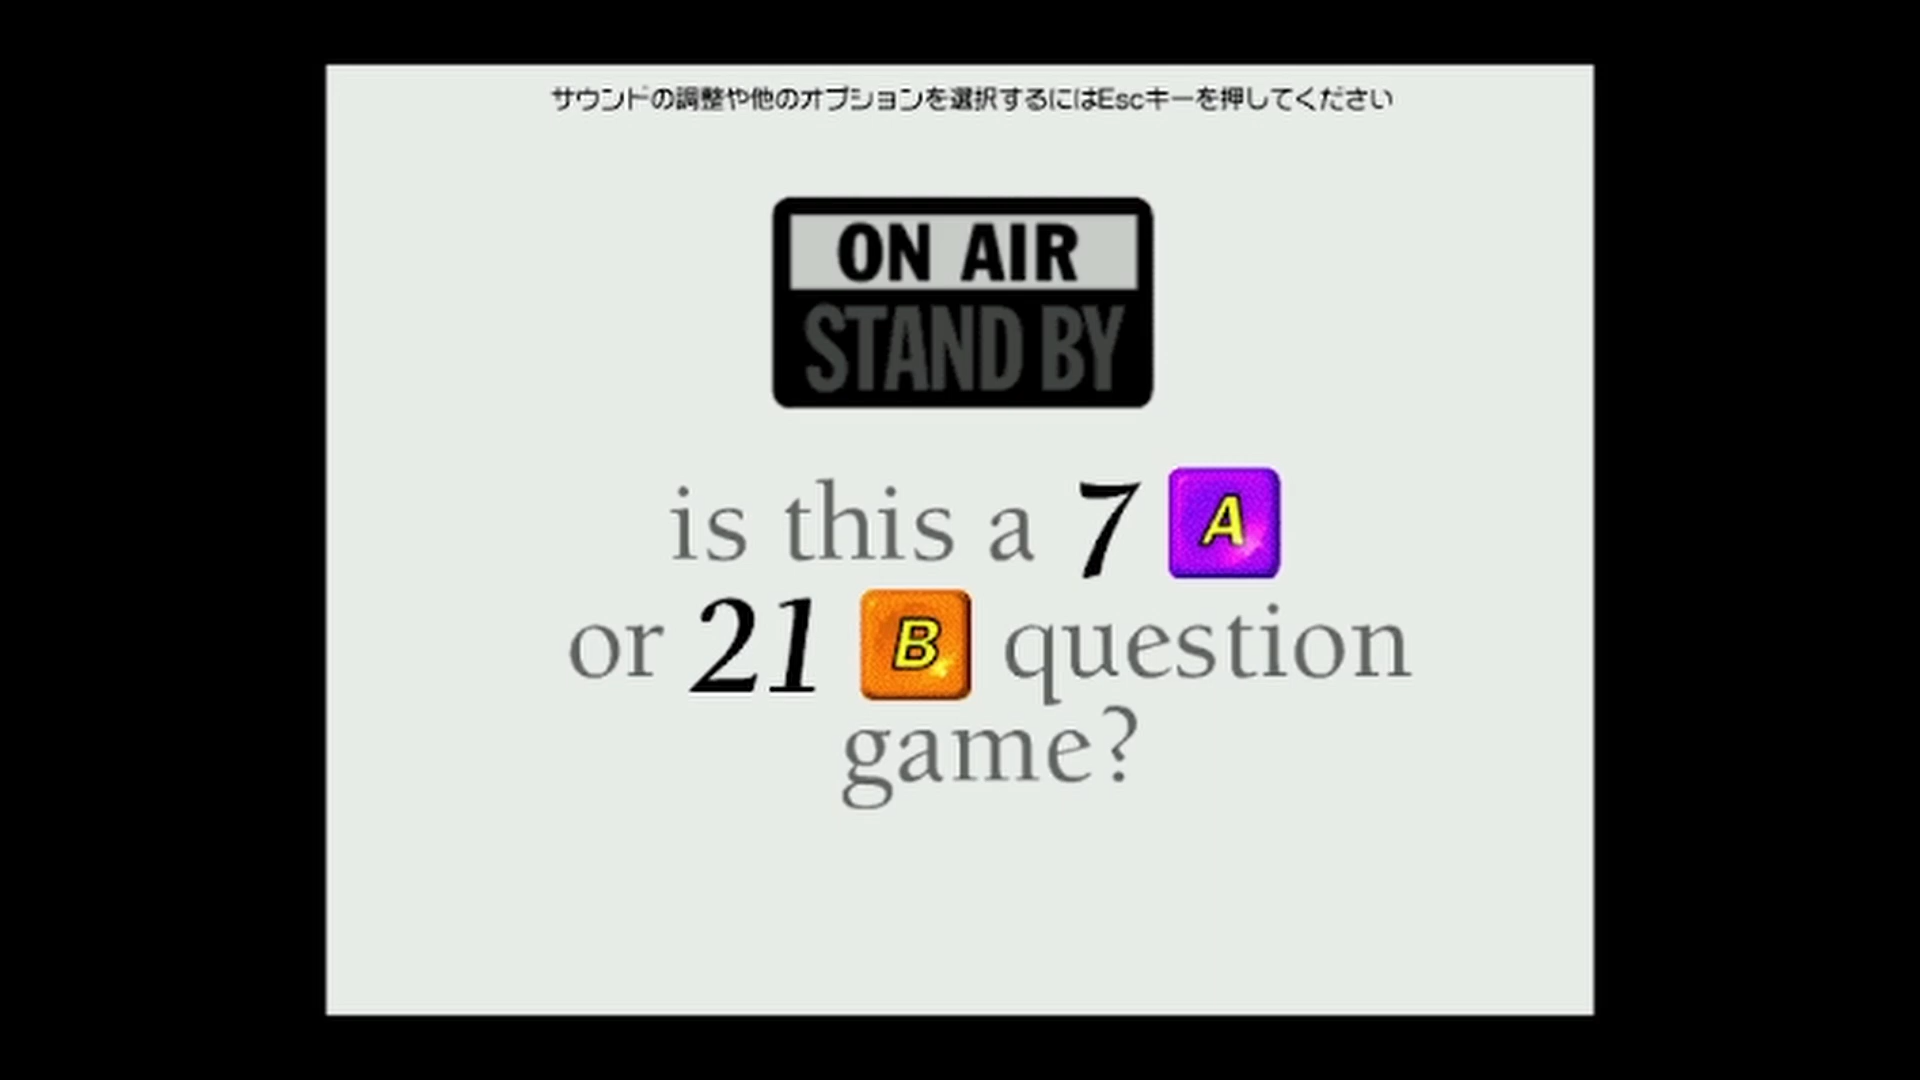 サウンドの調整や他のオプションを選択するにはEscキーを押してください
ON AIR
STAND BY
is this a 7 A
or 21 B question
game?